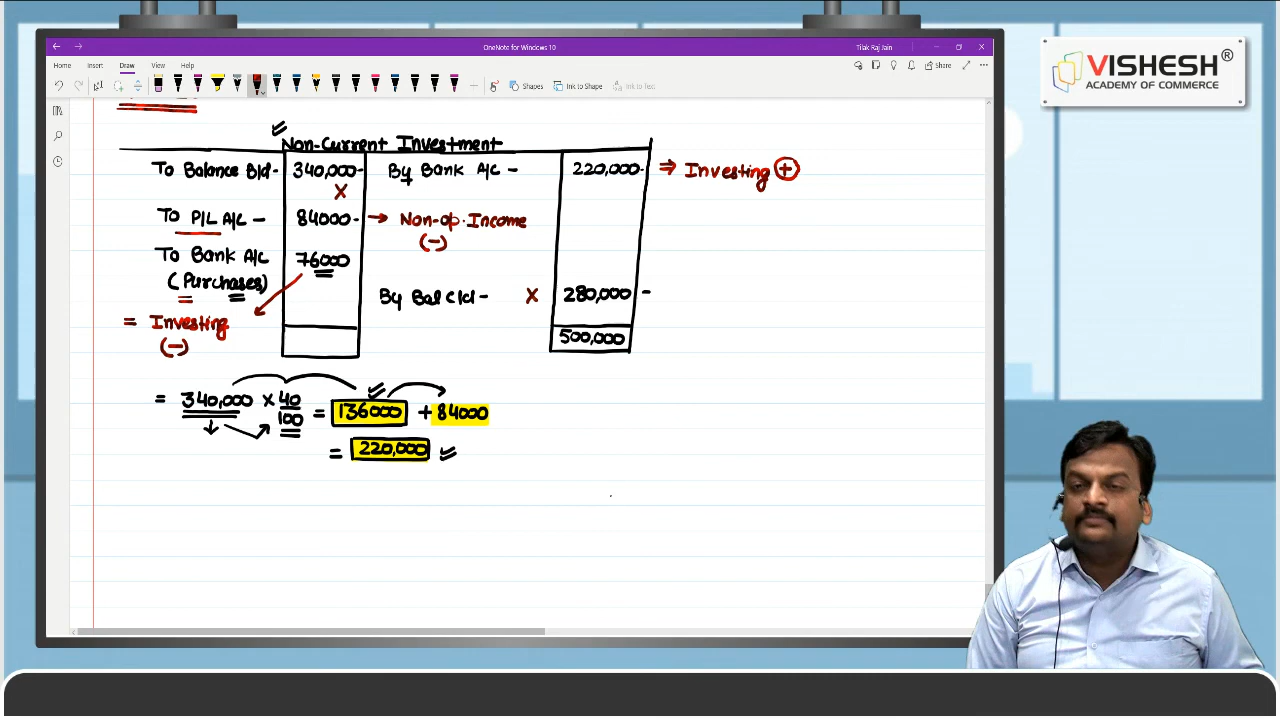 OneNote for Windows 10
Tilak Raj Jain
Home Insert Draw View Help
Share
Shapes
Ink to Shape
Ink to Text
VISHESH®
ACADEMY OF COMMERCE
Non-Current Investment
To Balance B/d- 340,000- By Bank A/C - 220,000- ⇒ Investing (+)
X
To P/L A/C - 84000- → Non-op. Income
(-)
To Bank A/C 76000
(Purchases)
By Bal C/d - X 280,000 -
= Investing
(-)
500,000
= 340,000 × 40/100 = 136000 + 84000
= 220,000